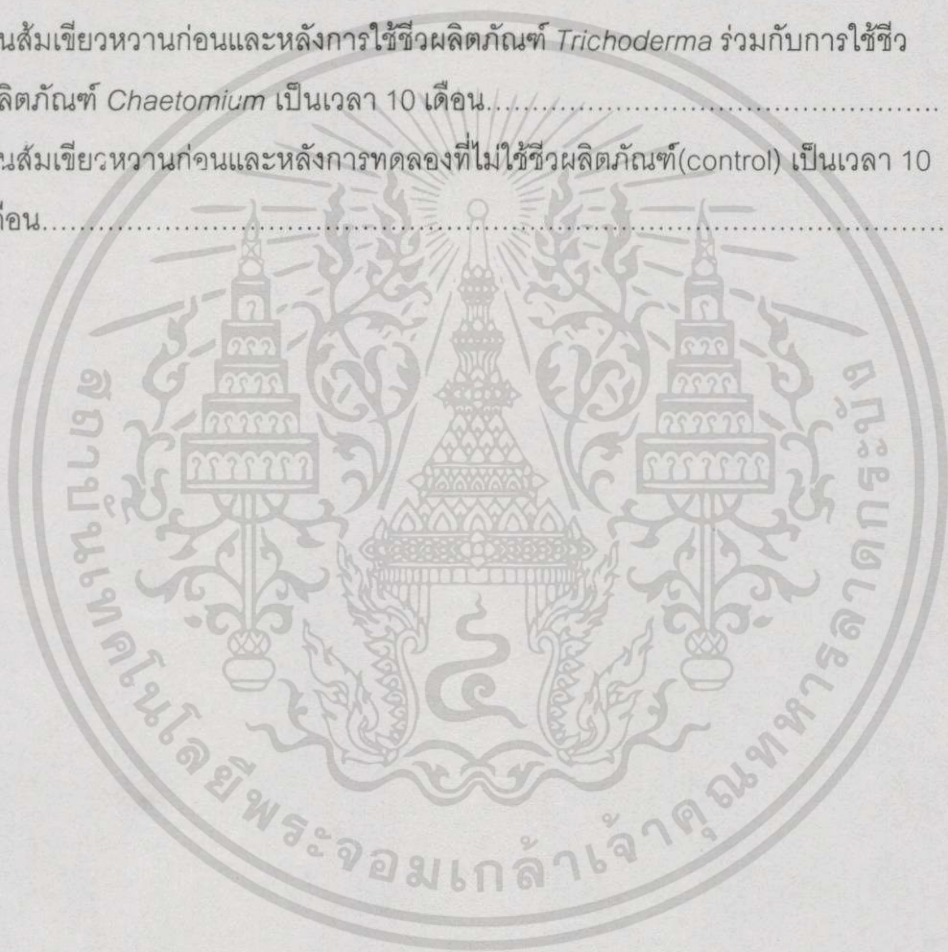 นส้มเขียวหวานก่อนและหลังการใช้ชีวผลิตภัณฑ์ Trichoderma ร่วมกับการใช้ชีว
ลิตภัณฑ์ Chaetomium เป็นเวลา 10 เดือน
นส้มเขียวหวานก่อนและหลังการทดลองที่ไม่ใช้ชีวผลิตภัณฑ์(control) เป็นเวลา 10
ดือน
สถาบันเทคโนโลยีพระจอมเกล้าเจ้าคุณทหารลาดกระบัง